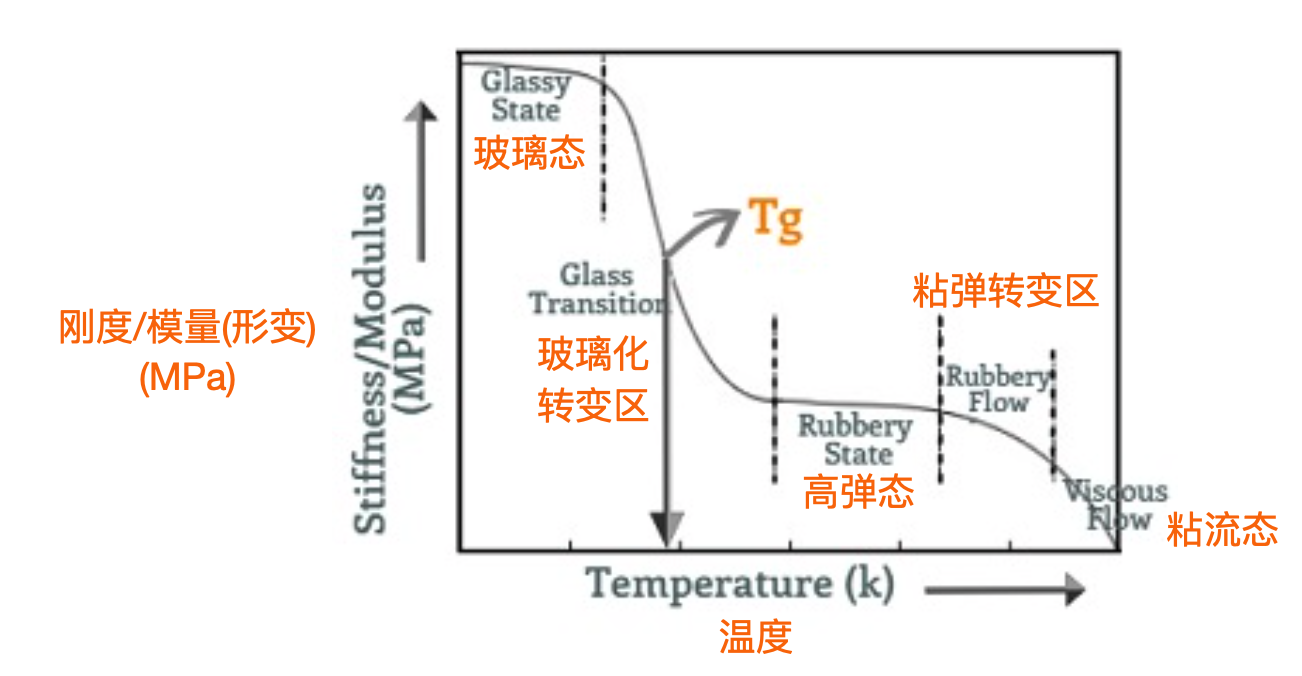 Glassy
State
玻璃态
Tg
Glass
Transition
玻璃化
转变区
粘弹转变区
Rubbery
Flow
Rubbery
State
高弹态
Viscous
Flow
粘流态
刚度/模量(形变)
(MPa)
Stiffness/Modulus
(MPa)
Temperature (k)
温度